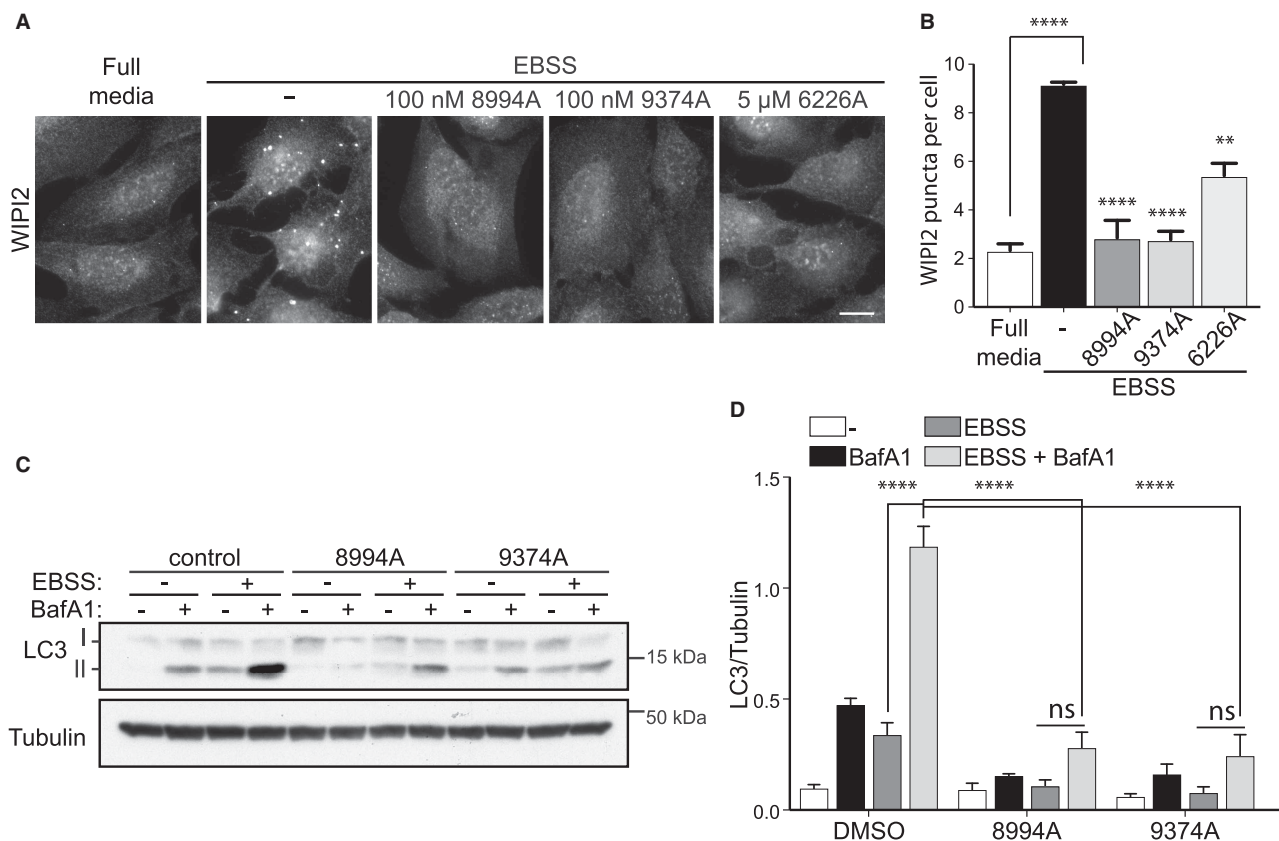 A
Full
media
EBSS
-
100 nM 8994A
100 nM 9374A
5 µM 6226A
WIPI2
B
****
WIPI2 puncta per cell
10
8
6
4
2
0
****
****
**
Full
media
-
8994A
9374A
6226A
EBSS
C
control
8994A
9374A
EBSS:
-
+
-
+
-
+
BafA1:
-
+
-
+
-
+
-
+
-
+
-
+
LC3
I
II
15 kDa
50 kDa
Tubulin
D
-
EBSS
BafA1
EBSS + BafA1
LC3/Tubulin
1.5
1.0
0.5
0.0
****
****
****
ns
ns
DMSO
8994A
9374A